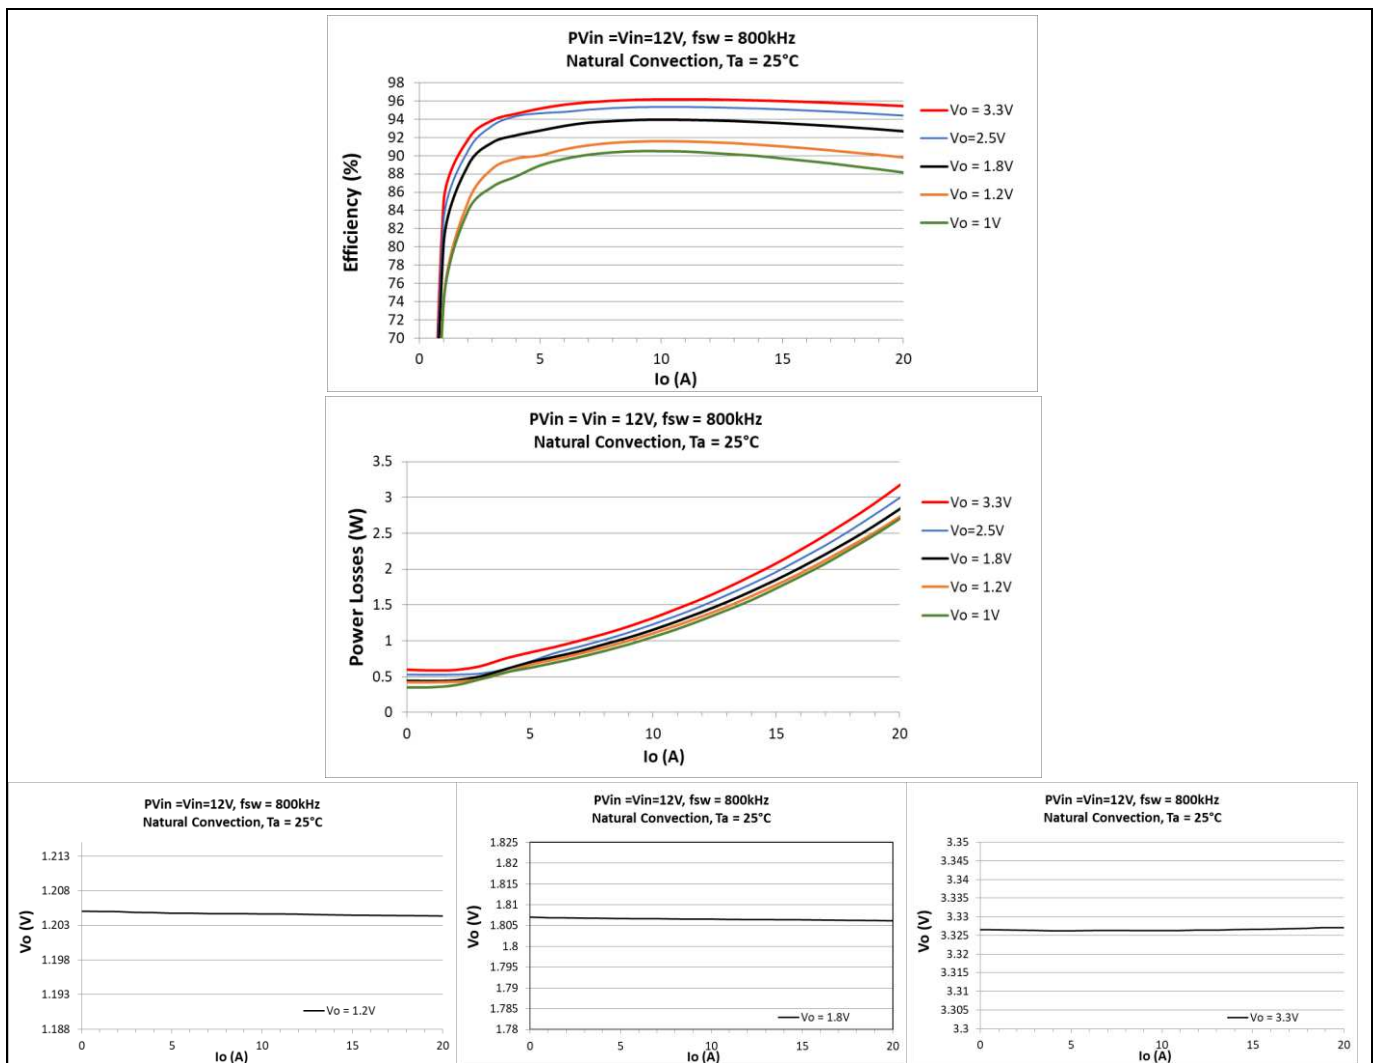 PVin =Vin=12V, fsw = 800kHz
Natural Convection, Ta = 25°C
Efficiency (%)
98
96
94
92
90
88
86
84
82
80
78
76
74
72
70
0 5 10 15 20
Io (A)
Vo = 3.3V
Vo=2.5V
Vo = 1.8V
Vo = 1.2V
Vo = 1V
PVin = Vin = 12V, fsw = 800kHz
Natural Convection, Ta = 25°C
Power Losses (W)
3.5
3
2.5
2
1.5
1
0.5
0
0 5 10 15 20
Io (A)
Vo = 3.3V
Vo=2.5V
Vo = 1.8V
Vo = 1.2V
Vo = 1V
PVin =Vin=12V, fsw = 800kHz
Natural Convection, Ta = 25°C
Vo (V)
1.213
1.208
1.203
1.198
1.193
1.188
Vo = 1.2V
0 5 10 15 20
Io (A)
PVin =Vin=12V, fsw = 800kHz
Natural Convection, Ta = 25°C
Vo (V)
1.825
1.82
1.815
1.81
1.805
1.8
1.795
1.79
1.785
1.78
Vo = 1.8V
0 5 10 15 20
Io (A)
PVin =Vin=12V, fsw = 800kHz
Natural Convection, Ta = 25°C
Vo (V)
3.35
3.345
3.34
3.335
3.33
3.325
3.32
3.315
3.31
3.305
3.3
Vo = 3.3V
0 5 10 15 20
Io (A)